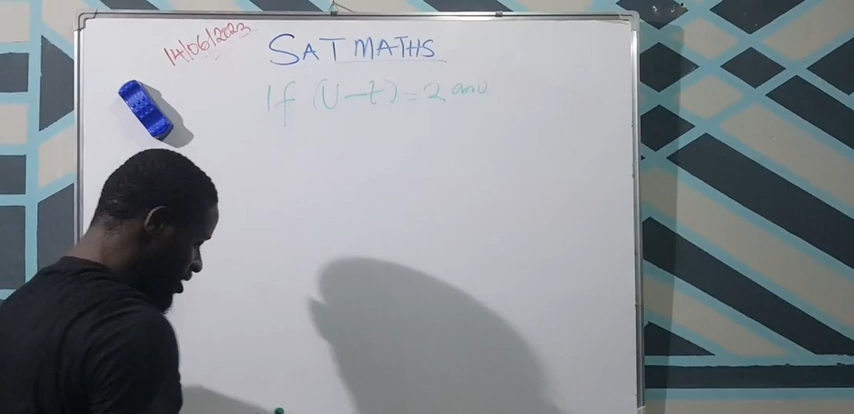 14/06/2023
SAT MATHS
If (U-t) = 2 and